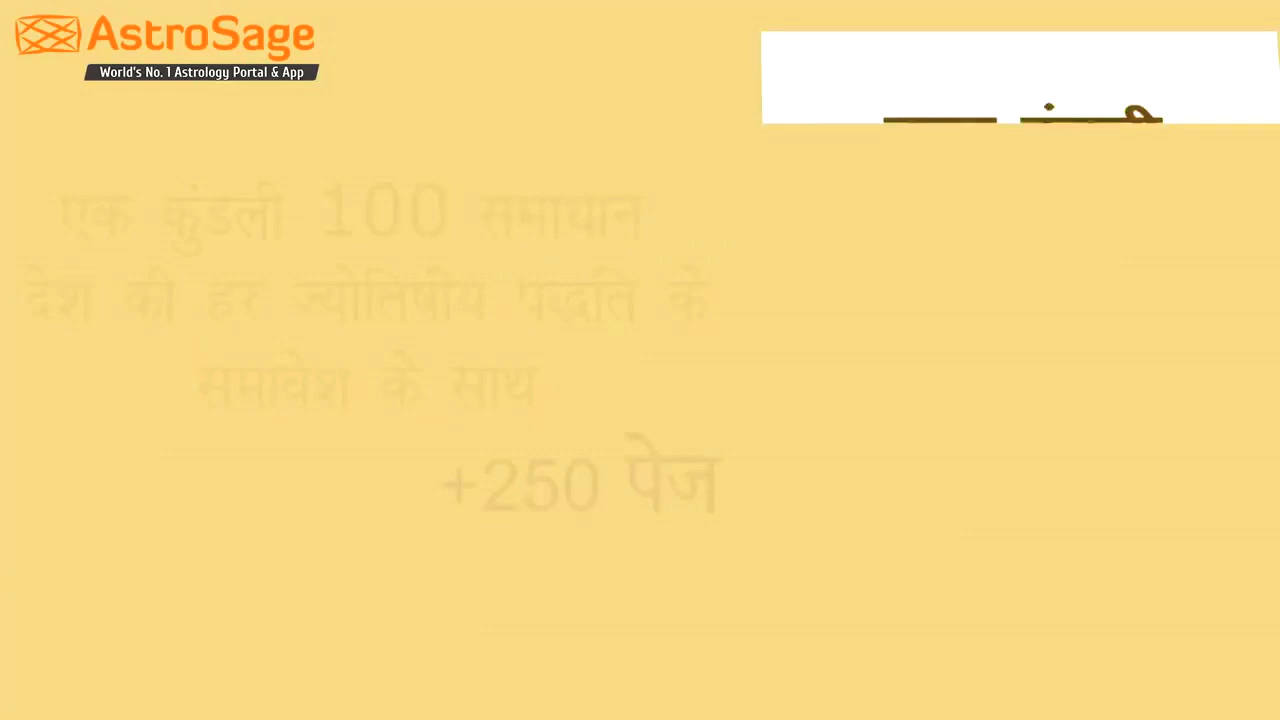 AstroSage
World's No. 1 Astrology Portal & App
एक कुंडली 100 समाधान
देश की हर ज्योतिषीय पद्धति के
समावेश के साथ
+250 पेज